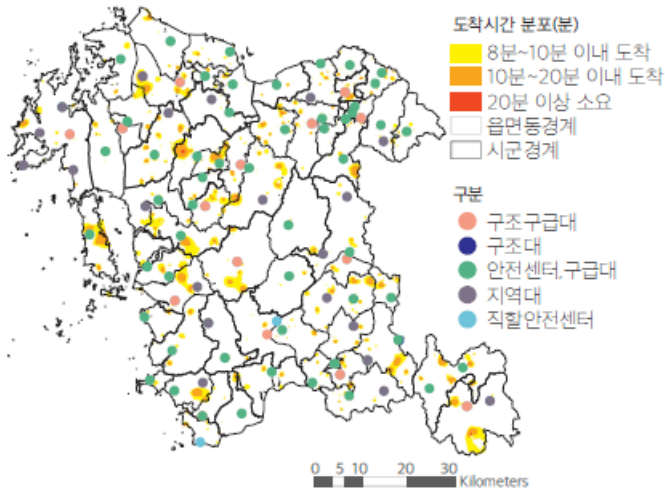 도착시간 분포(분)
8분~10분 이내 도착
10분~20분 이내 도착
20분 이상 소요
읍면동경계
시군경계
구분
구조구급대
구조대
안전센터,구급대
지역대
직할안전센터
0 5 10 20 30
Kilometers